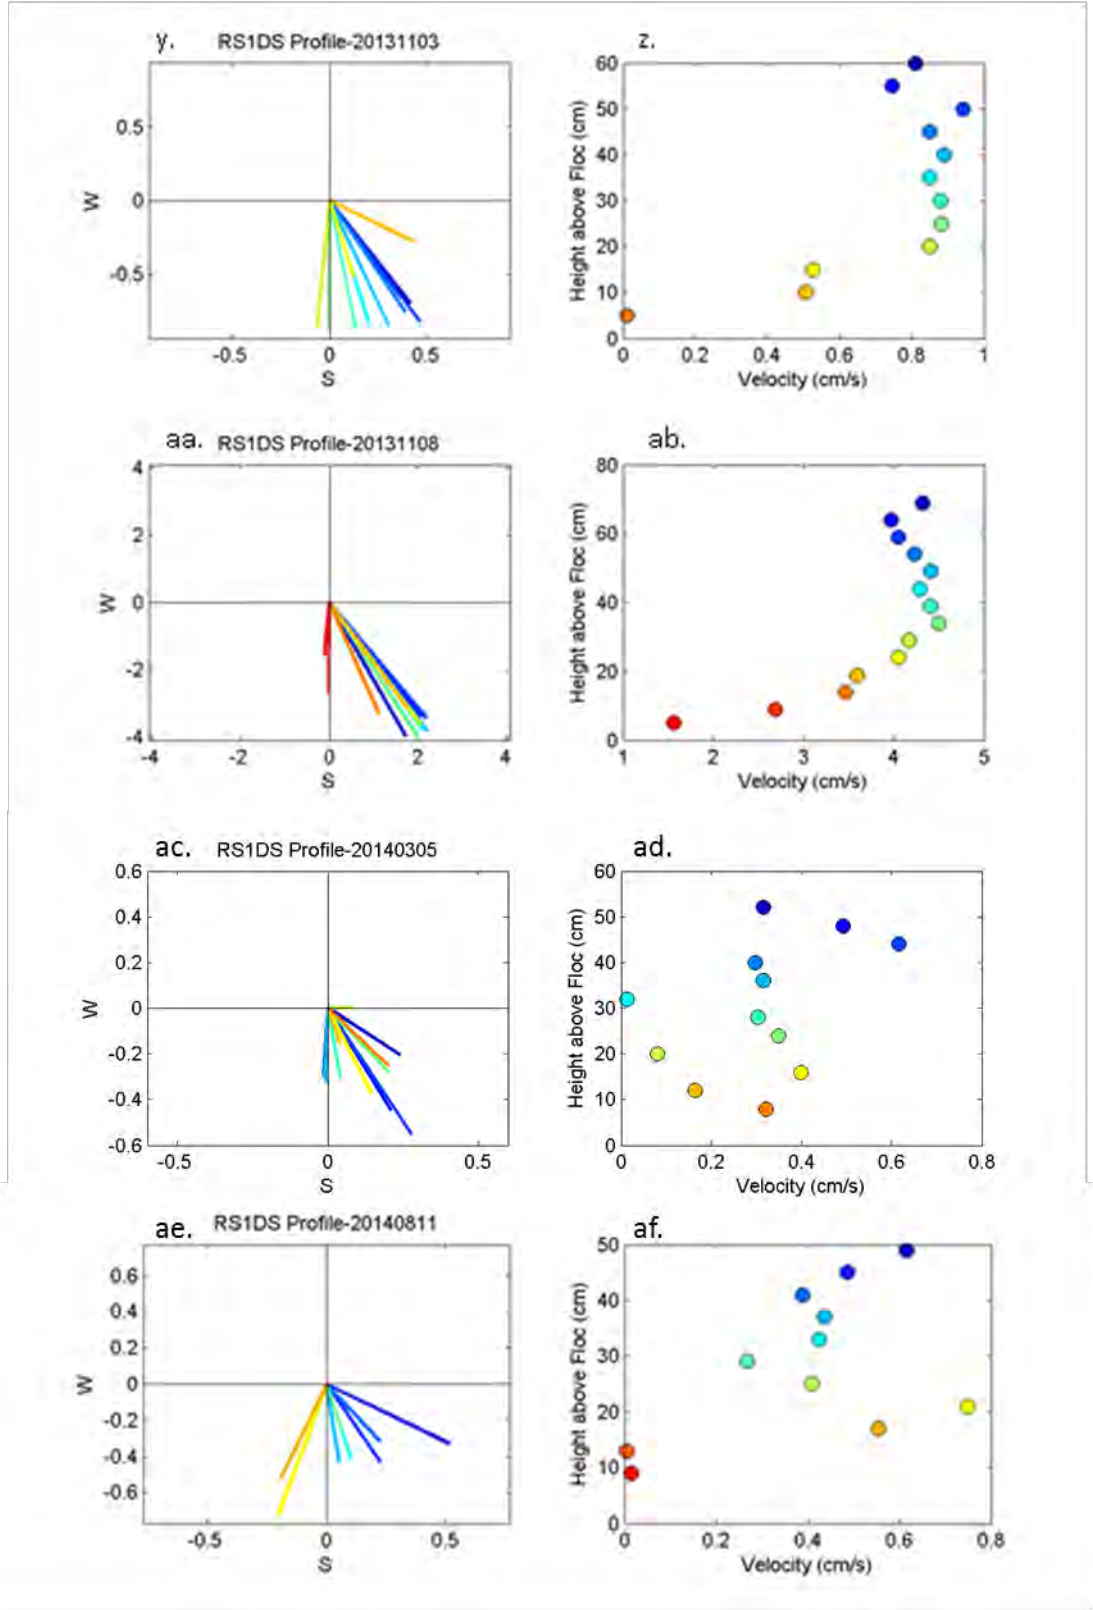 y. RS1DS Profile-20131103
0.5
0
-0.5
W
-0.5 0 0.5
S
z.
60
50
40
30
20
10
0
Height above Floc (cm)
0 0.2 0.4 0.6 0.8 1
Velocity (cm/s)
aa. RS1DS Profile-20131108
4
2
0
-2
-4
W
-4 -2 0 2 4
S
ab.
80
60
40
20
0
Height above Floc (cm)
1 2 3 4 5
Velocity (cm/s)
ac. RS1DS Profile-20140305
0.6
0.4
0.2
0
-0.2
-0.4
-0.6
W
-0.5 0 0.5
S
ad.
60
50
40
30
20
10
0
Height above Floc (cm)
0 0.2 0.4 0.6 0.8
Velocity (cm/s)
ae. RS1DS Profile-20140811
0.6
0.4
0.2
0
-0.2
-0.4
-0.6
W
-0.5 0 0.5
S
af.
50
40
30
20
10
0
Height above Floc (cm)
0 0.2 0.4 0.6 0.8
Velocity (cm/s)